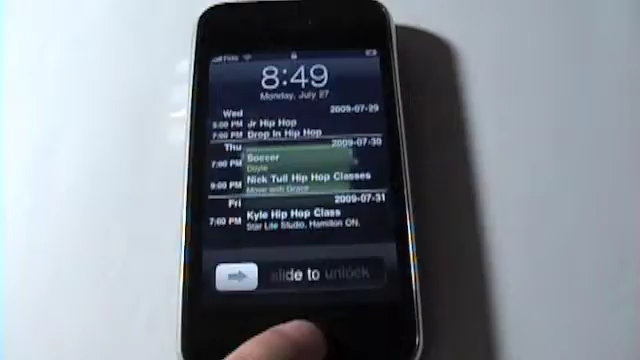 8:49
Monday, July 27
Wed 2009-07-29
Jr Hip Hop
7:00 PM Drop In Hip Hop
Thu 2009-07-30
7:00 PM Soccer
Doyle
9:00 PM Nick Tull Hip Hop Classes
Move with Grace
Fri 2009-07-31
7:00 PM Kyle Hip Hop Class
Star Lite Studio, Hamilton ON,
slide to unlock